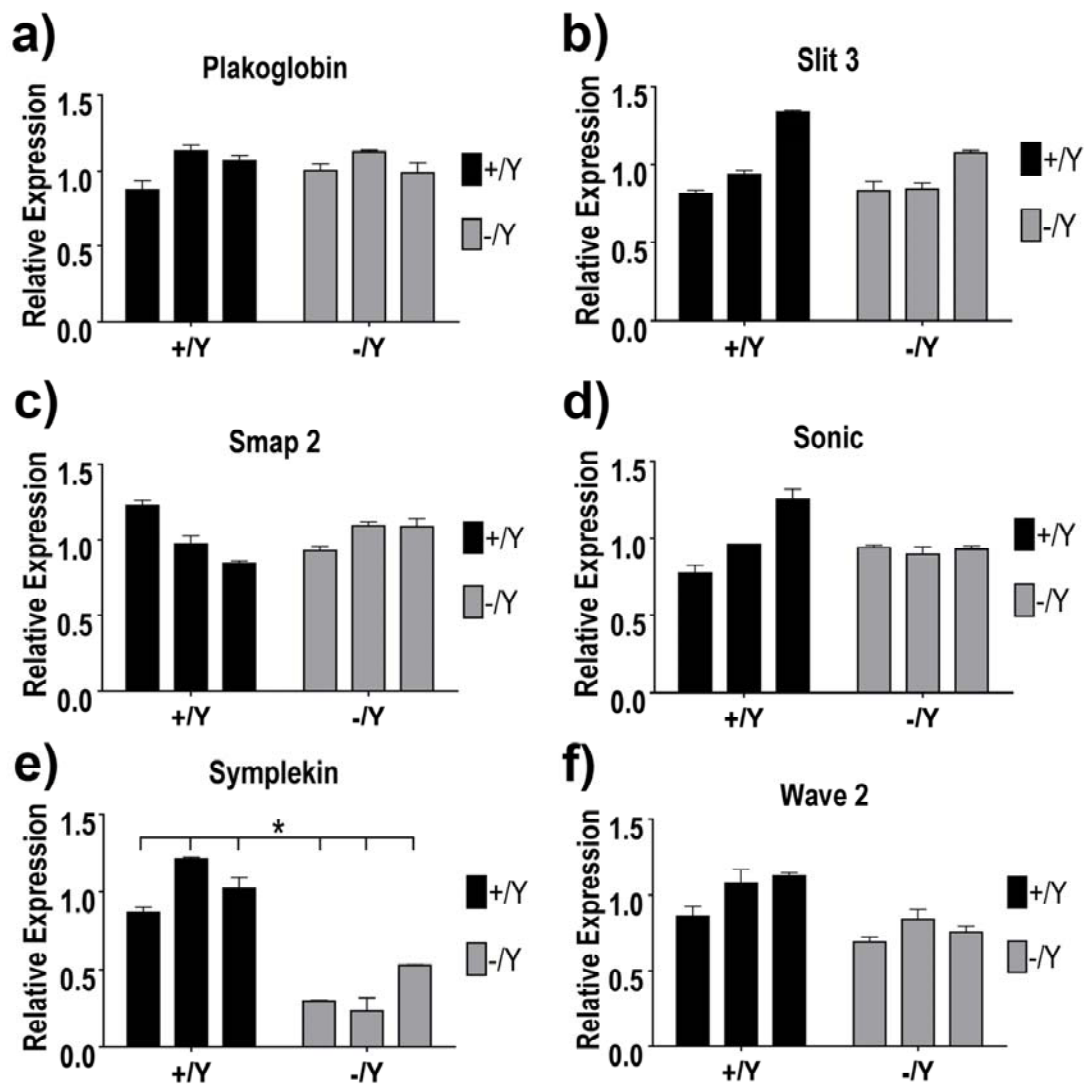 a)
Plakoglobin
Relative Expression
1.5
1.0
0.5
0.0
+/Y
-/Y
+/Y
-/Y
b)
Slit 3
Relative Expression
1.5
1.0
0.5
0.0
+/Y
-/Y
+/Y
-/Y
c)
Smap 2
Relative Expression
1.5
1.0
0.5
0.0
+/Y
-/Y
+/Y
-/Y
d)
Sonic
Relative Expression
1.5
1.0
0.5
0.0
+/Y
-/Y
+/Y
-/Y
e)
Symplekin
Relative Expression
1.5
1.0
0.5
0.0
*
+/Y
-/Y
+/Y
-/Y
f)
Wave 2
Relative Expression
1.5
1.0
0.5
0.0
+/Y
-/Y
+/Y
-/Y